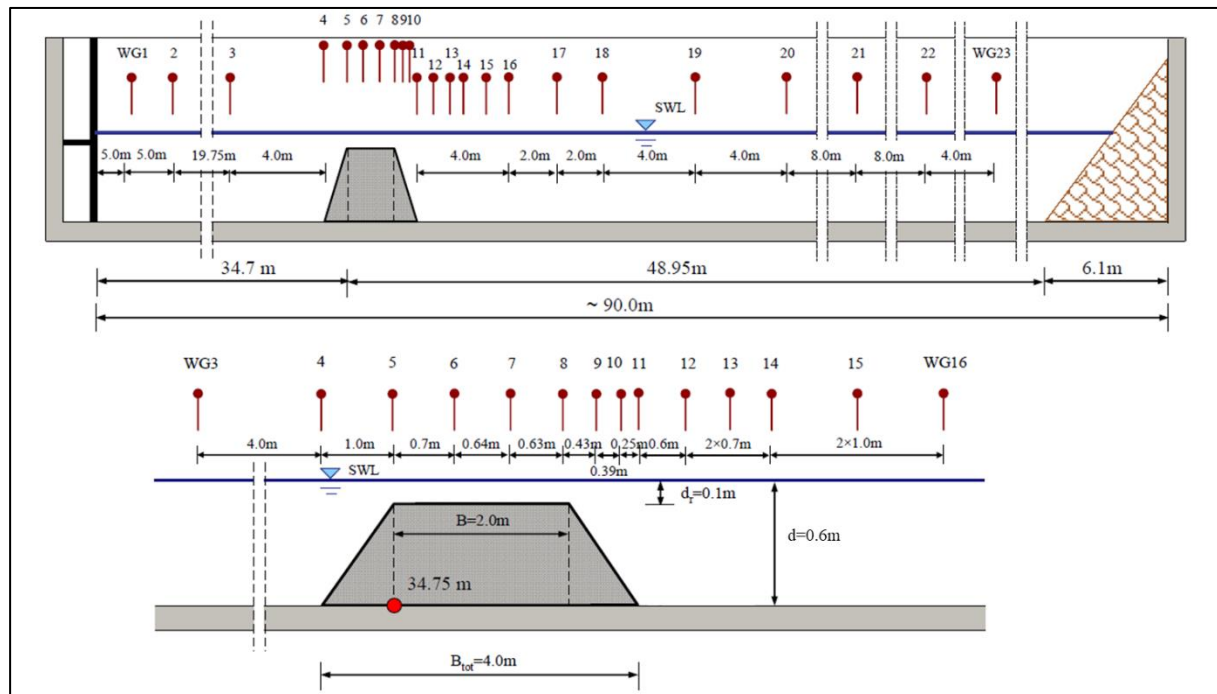 4 5 6 7 8 9 10
WG1 2 3 11 12 13 14 15 16 17 18 19 20 21 22 WG23
SWL
5.0m 5.0m 19.75m 4.0m 4.0m 2.0m 2.0m 4.0m 4.0m 8.0m 8.0m 4.0m
34.7 m 48.95m 6.1m
~ 90.0m
WG3 4 5 6 7 8 9 10 11 12 13 14 15 WG16
4.0m 1.0m 0.7m 0.64m 0.63m 0.43m 0.25m 0.6m 2×0.7m 2×1.0m
0.39m
SWL
dr=0.1m
B=2.0m
d=0.6m
34.75 m
Btot=4.0m